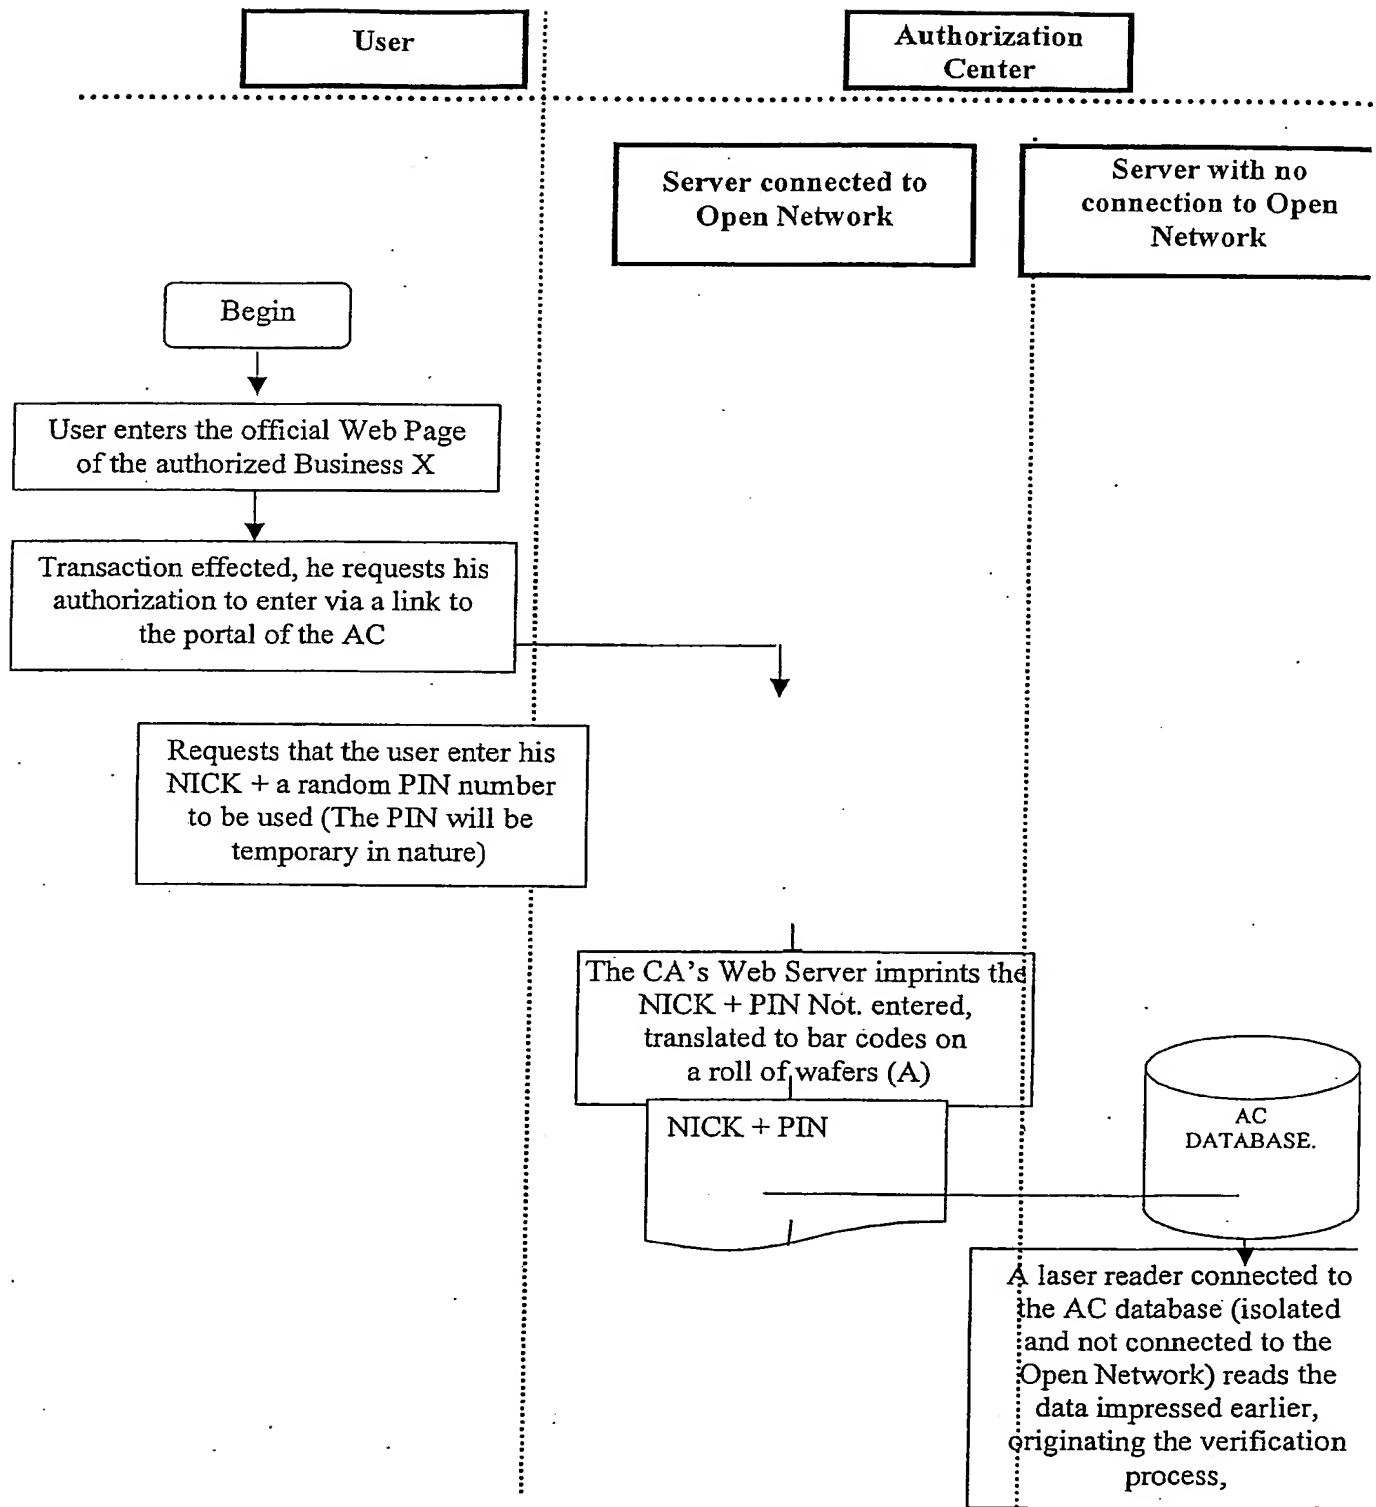 User
Authorization
Center
Server connected to
Open Network
Server with no
connection to Open
Network
Begin
User enters the official Web Page
of the authorized Business X
Transaction effected, he requests his
authorization to enter via a link to
the portal of the AC
Requests that the user enter his
NICK + a random PIN number
to be used (The PIN will be
temporary in nature)
The CA's Web Server imprints the
NICK + PIN Not. entered,
translated to bar codes on
a roll of wafers (A)
NICK + PIN
AC
DATABASE.
A laser reader connected to
the AC database (isolated
and not connected to the
Open Network) reads the
data impressed earlier,
originating the verification
process,